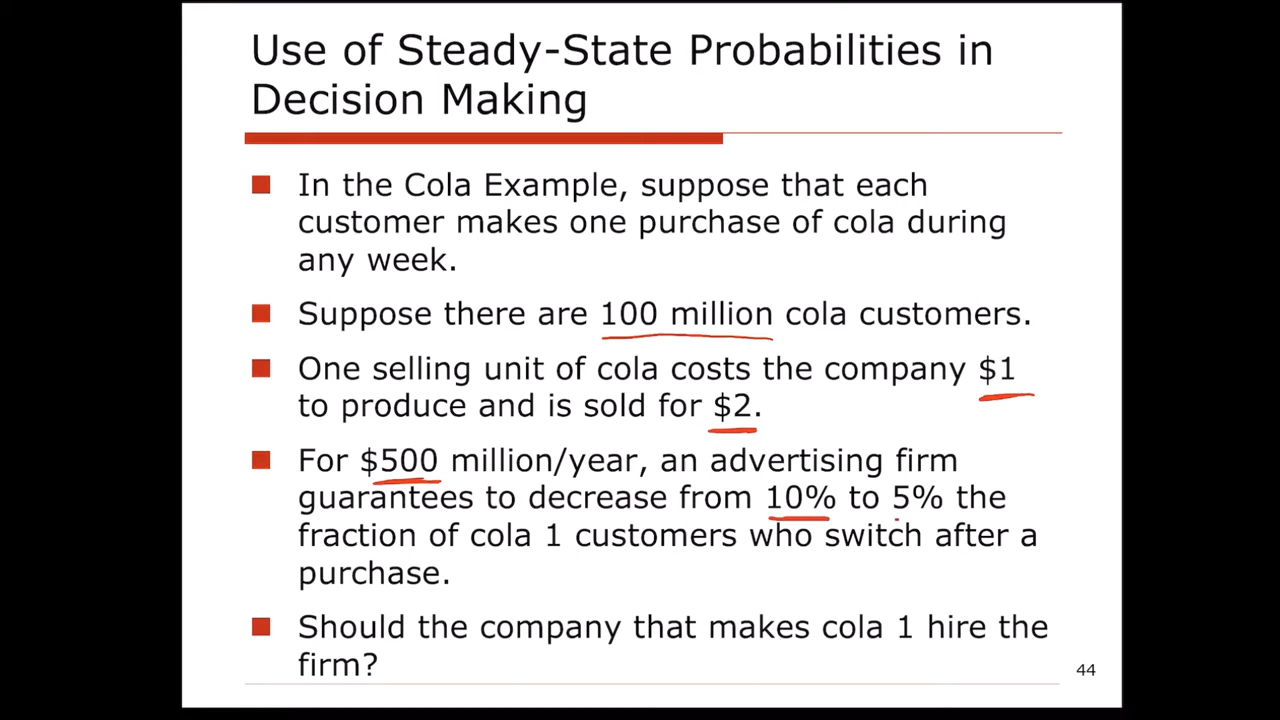 Use of Steady-State Probabilities in
Decision Making
In the Cola Example, suppose that each
customer makes one purchase of cola during
any week.
Suppose there are 100 million cola customers.
One selling unit of cola costs the company $1
to produce and is sold for $2.
For $500 million/year, an advertising firm
guarantees to decrease from 10% to 5% the
fraction of cola 1 customers who switch after a
purchase.
Should the company that makes cola 1 hire the
firm?
44